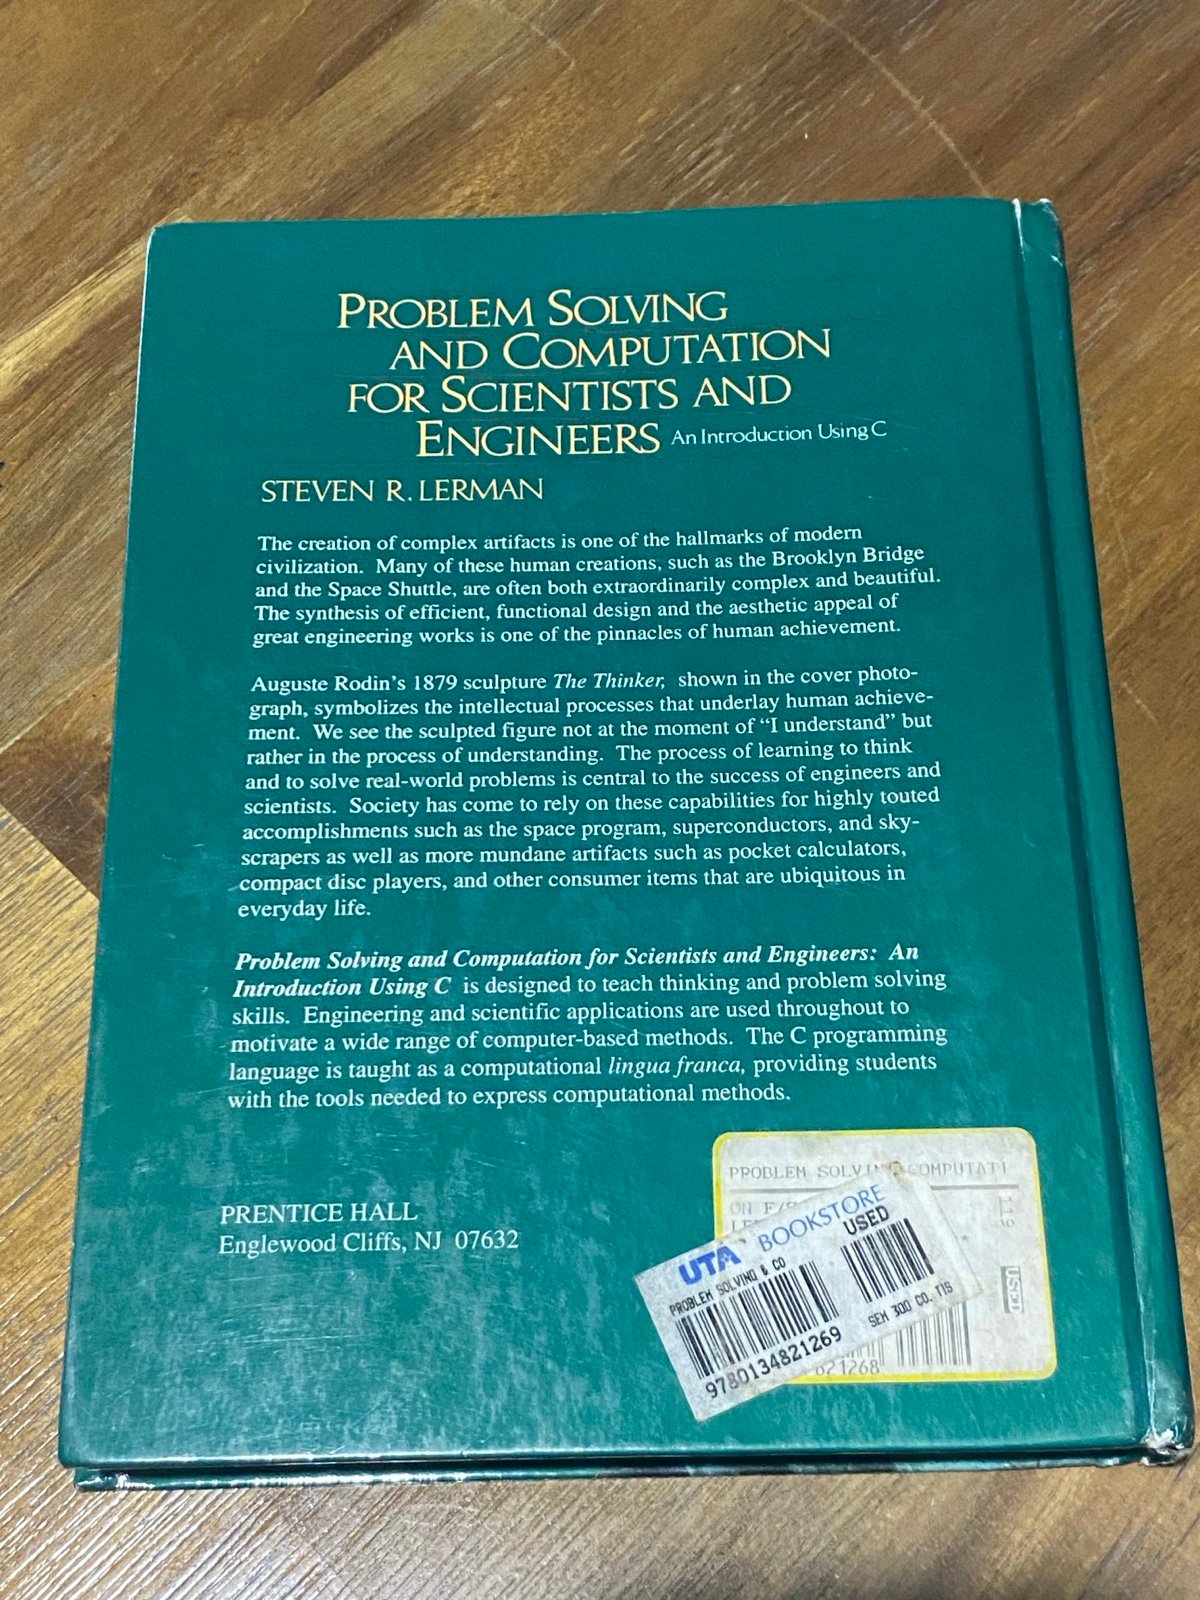 PROBLEM SOLVING
AND COMPUTATION
FOR SCIENTISTS AND
ENGINEERS An Introduction Using C
STEVEN R. LERMAN
The creation of complex artifacts is one of the hallmarks of modern
civilization. Many of these human creations, such as the Brooklyn Bridge
and the Space Shuttle, are often both extraordinarily complex and beautiful.
The synthesis of efficient, functional design and the aesthetic appeal of
great engineering works is one of the pinnacles of human achievement.
Auguste Rodin's 1879 sculpture The Thinker, shown in the cover photo-
graph, symbolizes the intellectual processes that underlay human achieve-
ment. We see the sculpted figure not at the moment of "I understand" but
rather in the process of understanding. The process of learning to think
and to solve real-world problems is central to the success of engineers and
scientists. Society has come to rely on these capabilities for highly touted
accomplishments such as the space program, superconductors, and sky-
scrapers as well as more mundane artifacts such as pocket calculators,
compact disc players, and other consumer items that are ubiquitous in
everyday life.
Problem Solving and Computation for Scientists and Engineers: An
Introduction Using C is designed to teach thinking and problem solving
skills. Engineering and scientific applications are used throughout to
motivate a wide range of computer-based methods. The C programming
language is taught as a computational lingua franca, providing students
with the tools needed to express computational methods.
PRENTICE HALL
Englewood Cliffs, NJ 07632
PROBLEM COMPUTATI
ON
119
USED
UTA BOOKSTORE
USED
PROBLEM SOLVING & CO
SEM 300 CO. TIS
9780134821269